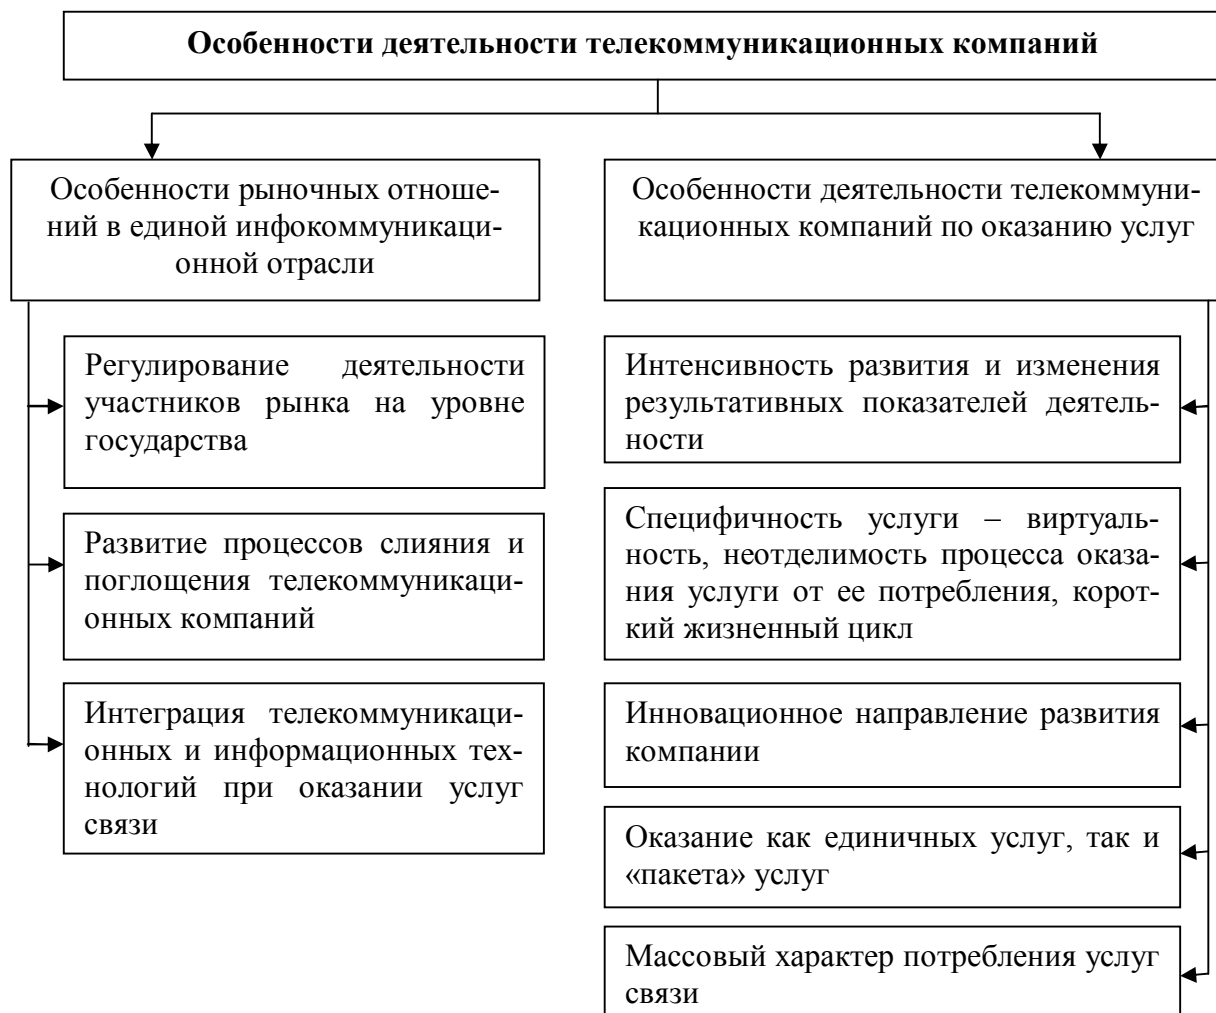 Особенности деятельности телекоммуникационных компаний
Особенности рыночных отноше-
ний в единой инфокоммуникаци-
онной отрасли
Регулирование деятельности
участников рынка на уровне
государства
Развитие процессов слияния и
поглощения телекоммуникаци-
онных компаний
Интеграция телекоммуникаци-
онных и информационных тех-
нологий при оказании услуг
связи
Особенности деятельности телекоммуни-
кационных компаний по оказанию услуг
Интенсивность развития и изменения
результативных показателей деятель-
ности
Специфичность услуги – виртуаль-
ность, неотделимость процесса оказа-
ния услуги от ее потребления, корот-
кий жизненный цикл
Инновационное направление развития
компании
Оказание как единичных услуг, так и
«пакета» услуг
Массовый характер потребления услуг
связи